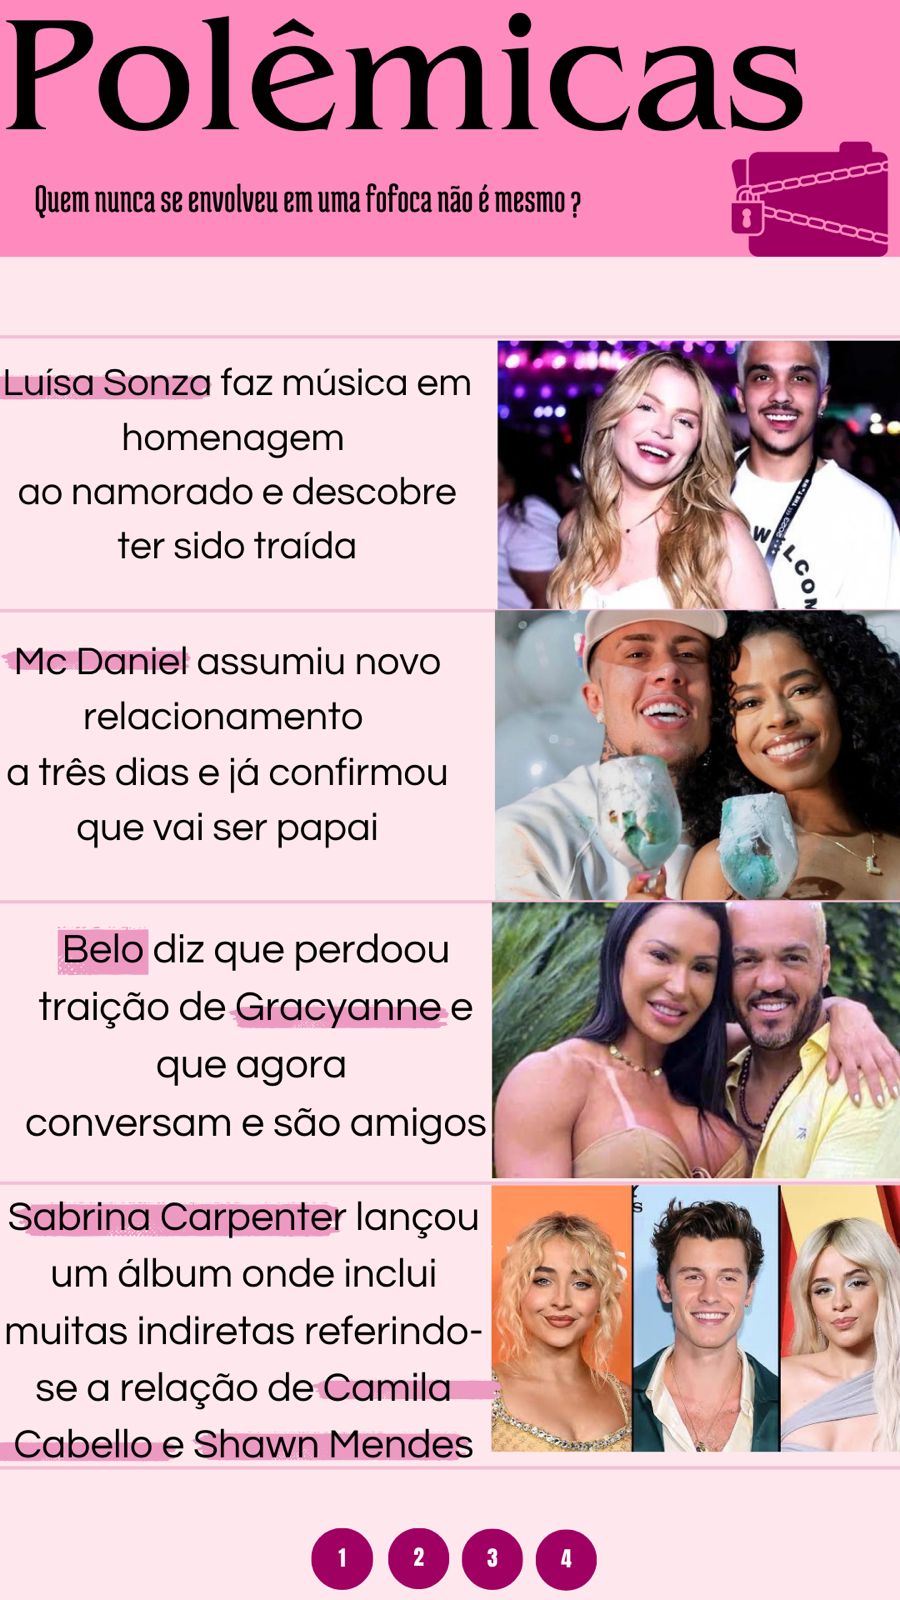 Polêmicas
Quem nunca se envolveu em uma fofoca não é mesmo ?
Luísa Sonza faz música em
homenagem
ao namorado e descobre
ter sido traída
2023 THE T
W LCON
Mc Daniel assumiu novo
relacionamento
a três dias e já confirmou
que vai ser papai
Belo diz que perdoou
traição de Gracyanne e
que agora
conversam e são amigos
Sabrina Carpenter lançou
um álbum onde inclui
muitas indiretas referindo-
se a relação de Camila
Cabello e Shawn Mendes
1 2 3 4